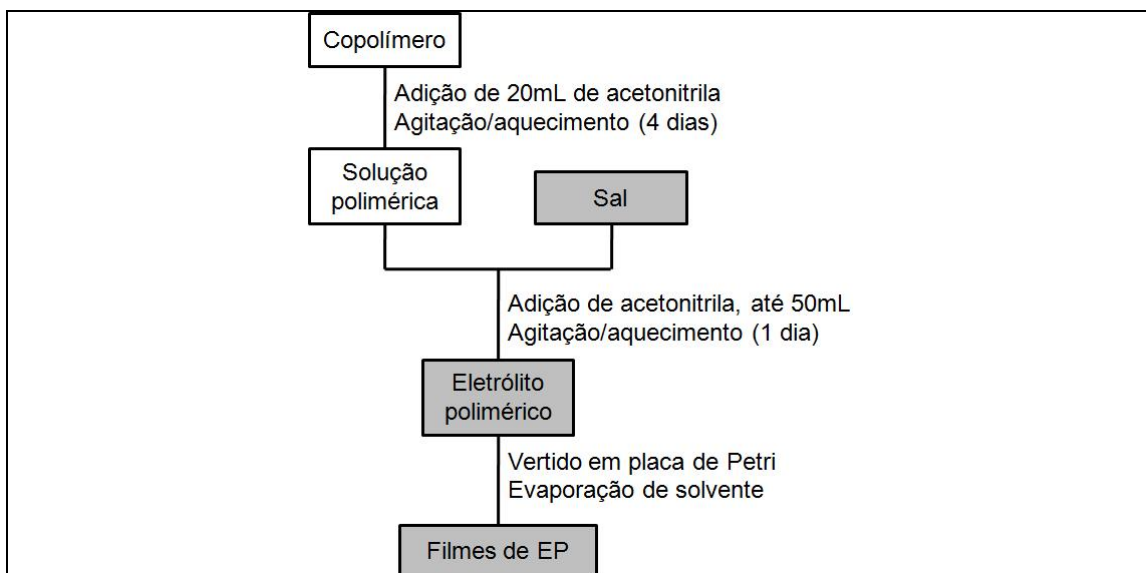 Copolímero
Adição de 20mL de acetonitrila
Agitação/aquecimento (4 dias)
Solução
polimérica
Sal
Adição de acetonitrila, até 50mL
Agitação/aquecimento (1 dia)
Eletrólito
polimérico
Vertido em placa de Petri
Evaporação de solvente
Filmes de EP